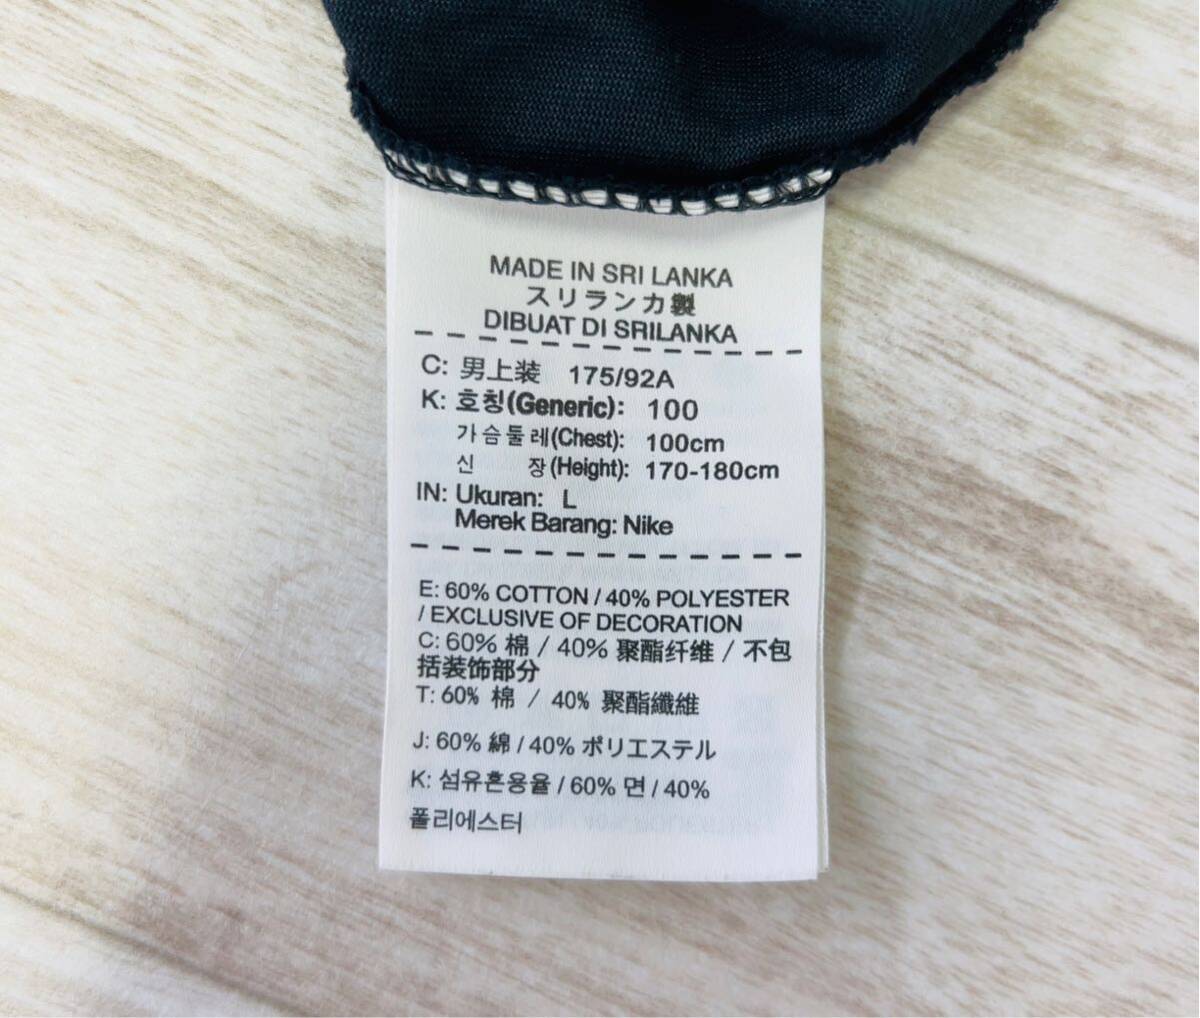 MADE IN SRI LANKA
スリランカ製
DIBUAT DI SRILANKA
C: 男上装 175/92A
K: 호칭(Generic): 100
가슴둘레(Chest): 100cm
신 장(Height): 170-180cm
IN: Ukuran: L
Merek Barang: Nike
E: 60% COTTON / 40% POLYESTER
/ EXCLUSIVE OF DECORATION
C: 60% 棉 / 40% 聚酯纤维 / 不包
括装饰部分
T: 60% 棉 / 40% 聚酯纖維
J: 60% 綿 / 40% ポリエステル
K: 섬유혼용율 / 60% 면 / 40%
폴리에스터